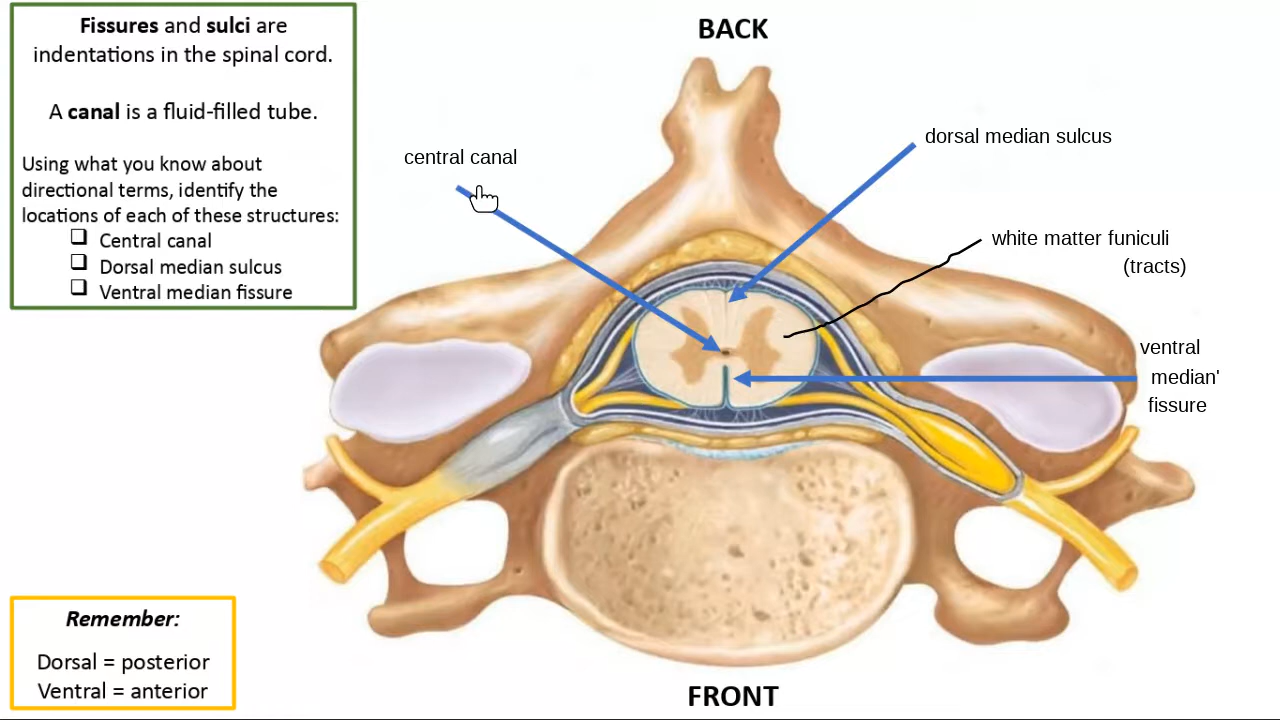 Fissures and sulci are
indentations in the spinal cord.
A canal is a fluid-filled tube.
Using what you know about
directional terms, identify the
locations of each of these structures:
Central canal
Dorsal median sulcus
Ventral median fissure
BACK
central canal
dorsal median sulcus
white matter funiculi
(tracts)
ventral
median'
fissure
Remember:
Dorsal = posterior
Ventral = anterior
FRONT